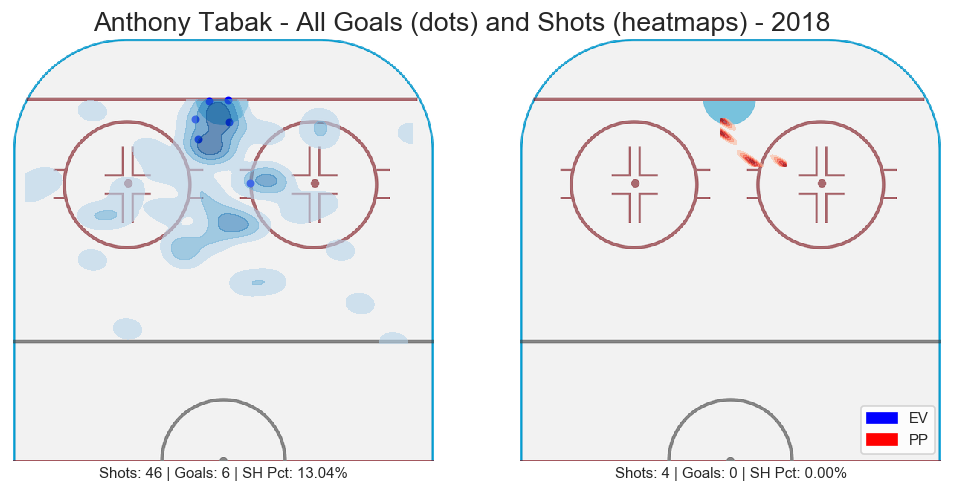 Anthony Tabak - All Goals (dots) and Shots (heatmaps) - 2018
EV
PP
Shots: 46 | Goals: 6 | SH Pct: 13.04%
Shots: 4 | Goals: 0 | SH Pct: 0.00%